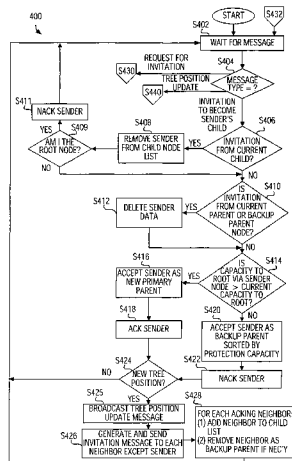 400
START
S432
S402
WAIT FOR MESSAGE
REQUEST FOR
INVITATION
S430
S404
MESSAGE
TYPE = ?
TREE POSITION
UPDATE
S440
S411
NACK SENDER
INVITATION
TO BECOME
SENDER'S
CHILD
YES
S409
AM I THE
ROOT NODE?
NO
S408
REMOVE SENDER
FROM CHILD NODE
LIST
YES
S406
INVITATION
FROM CURRENT
CHILD?
NO
S410
IS
INVITATION
FROM CURRENT
PARENT OR BACKUP
PARENT
NODE?
YES
S412
DELETE SENDER
DATA
NO
S414
IS
CAPACITY TO
ROOT VIA SENDER
NODE > CURRENT
CAPACITY TO
ROOT?
YES
S416
ACCEPT SENDER AS
NEW PRIMARY
PARENT
S418
ACK SENDER
NO
S420
ACCEPT SENDER AS
BACKUP PARENT
SORTED BY
PROTECTION CAPACITY
S422
NACK SENDER
S424
NEW TREE
POSITION?
NO
YES
S425
BROADCAST TREE POSITION
UPDATE MESSAGE
S426
GENERATE AND SEND
INVITATION MESSAGE TO EACH
NEIGHBOR EXCEPT SENDER
S428
FOR EACH ACKING NEIGHBOR:
(1) ADD NEIGHBOR TO CHILD
LIST
(2) REMOVE NEIGHBOR AS
BACKUP PARENT IF NEC'Y